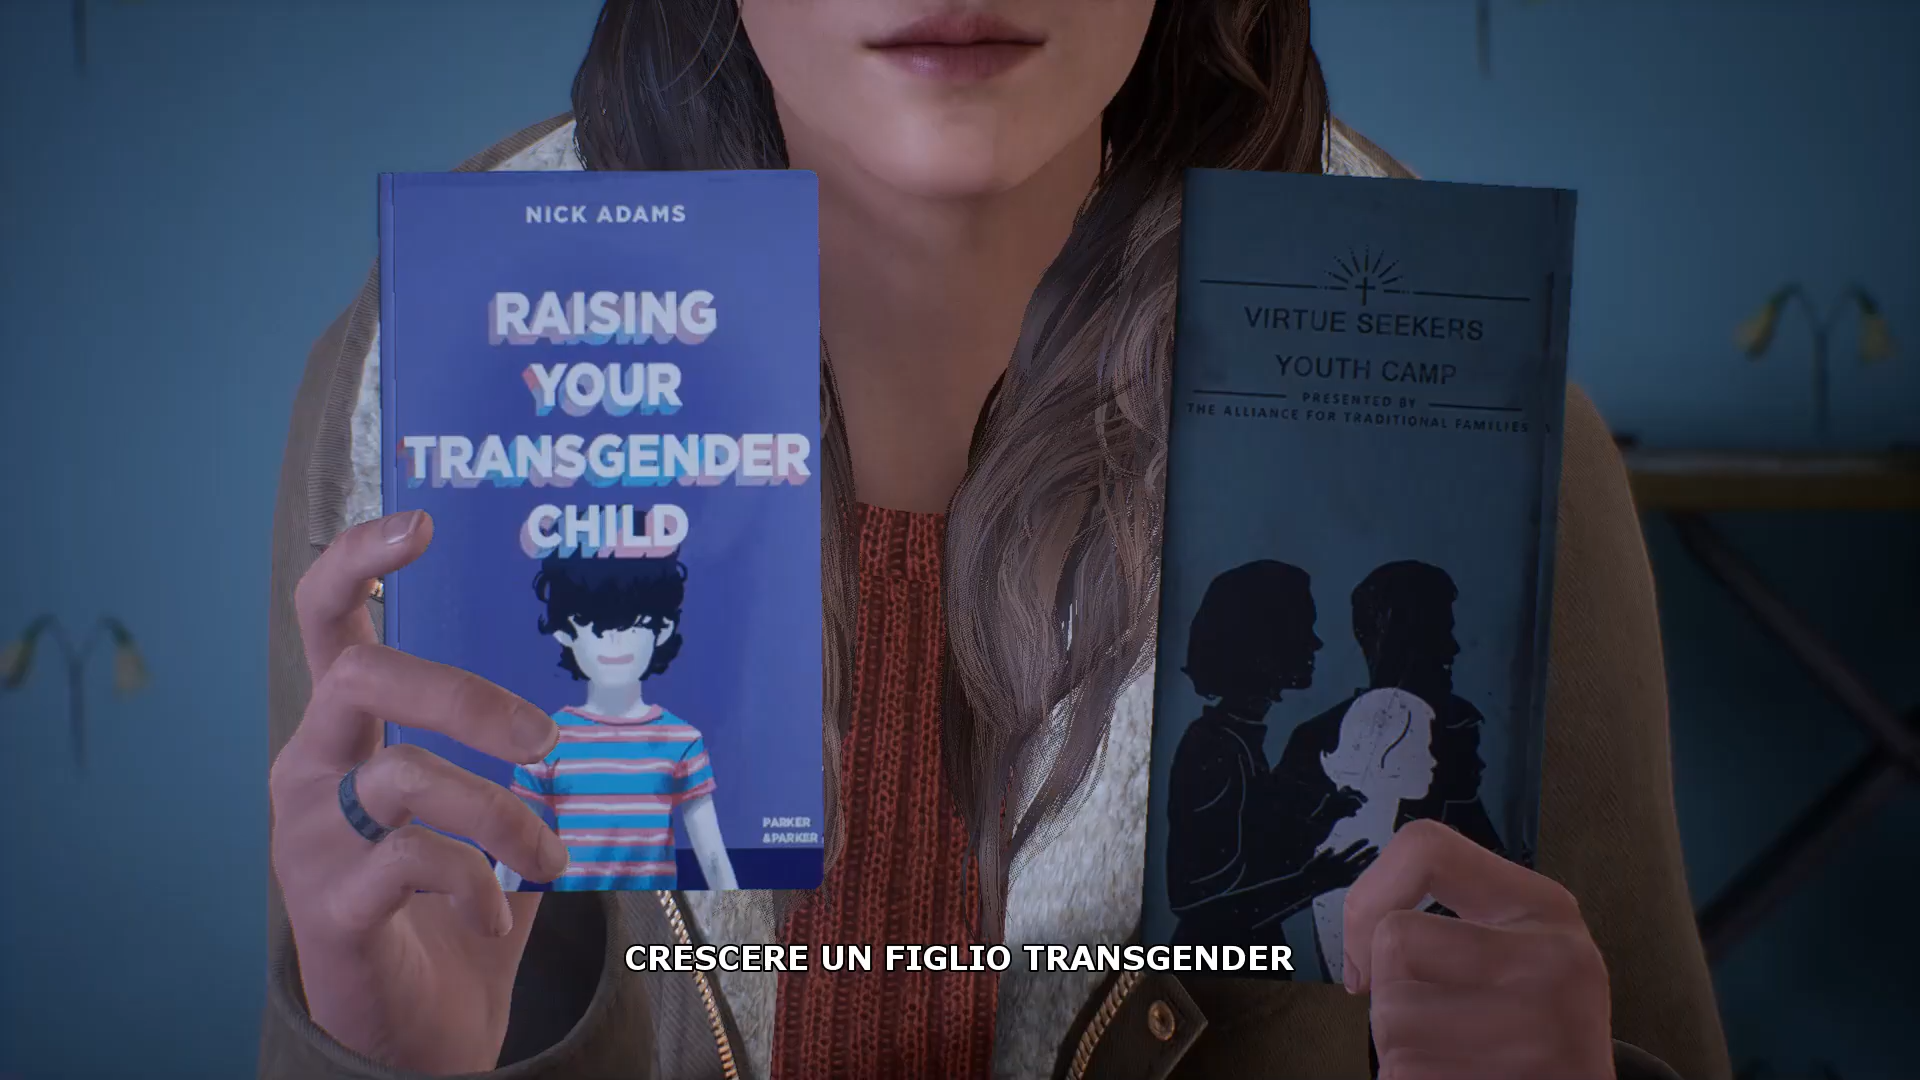 NICK ADAMS
RAISING
YOUR
TRANSGENDER
CHILD
PARKER
&PARKER
VIRTUE SEEKERS
YOUTH CAMP
PRESENTED BY
THE ALLIANCE FOR TRADITIONAL FAMILIES
CRESCERE UN FIGLIO TRANSGENDER